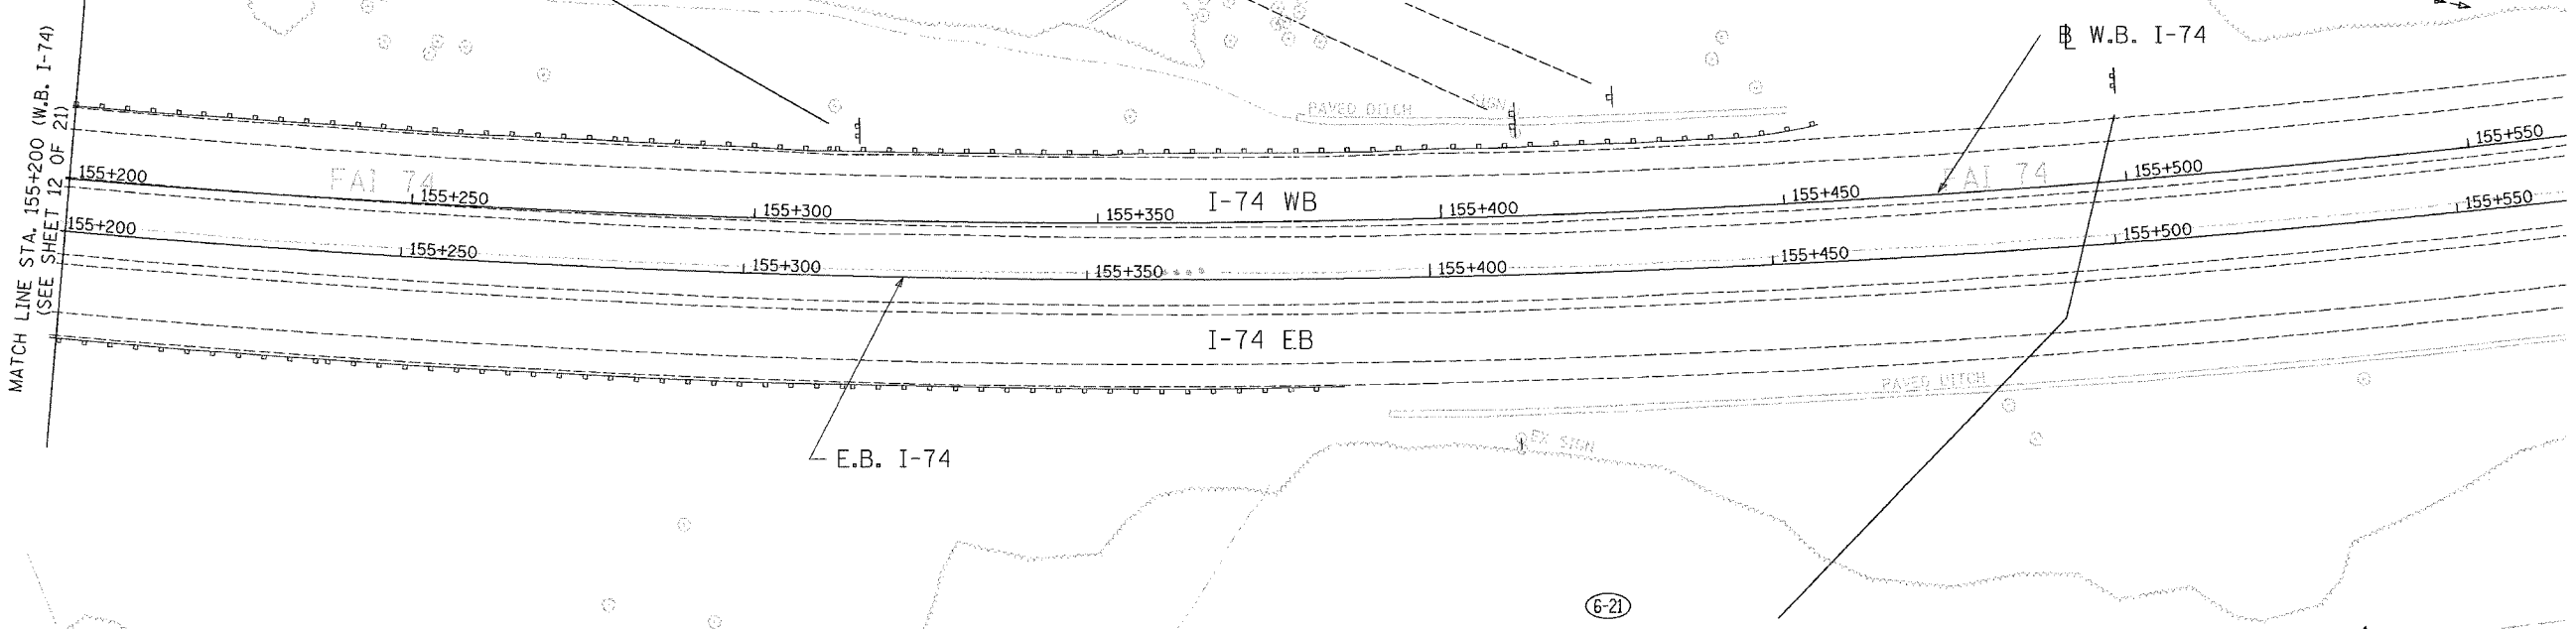 MATCH LINE STA. 155+200 (W.B. I-74)
(SEE SHEET 12 OF 21)
℄ W.B. I-74
PAVED DITCH
SIGN
FAI 74
FAI 74
155+200
155+250
155+300
155+350
I-74 WB
155+400
155+450
155+500
155+550
155+200
155+250
155+300
155+350
155+400
155+450
155+500
155+550
I-74 EB
PAVED DITCH
EX SIGN
E.B. I-74
6-21